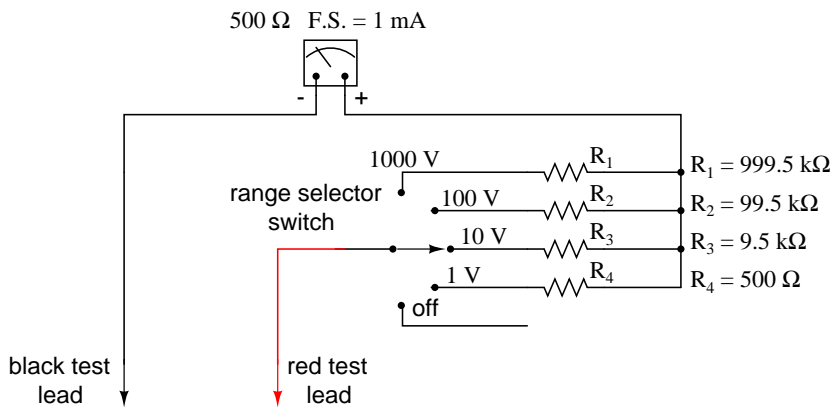 500 Ω F.S. = 1 mA
- +
1000 V R₁ R₁ = 999.5 kΩ
range selector
switch
100 V R₂ R₂ = 99.5 kΩ
10 V R₃ R₃ = 9.5 kΩ
1 V R₄ R₄ = 500 Ω
off
black test
lead
red test
lead